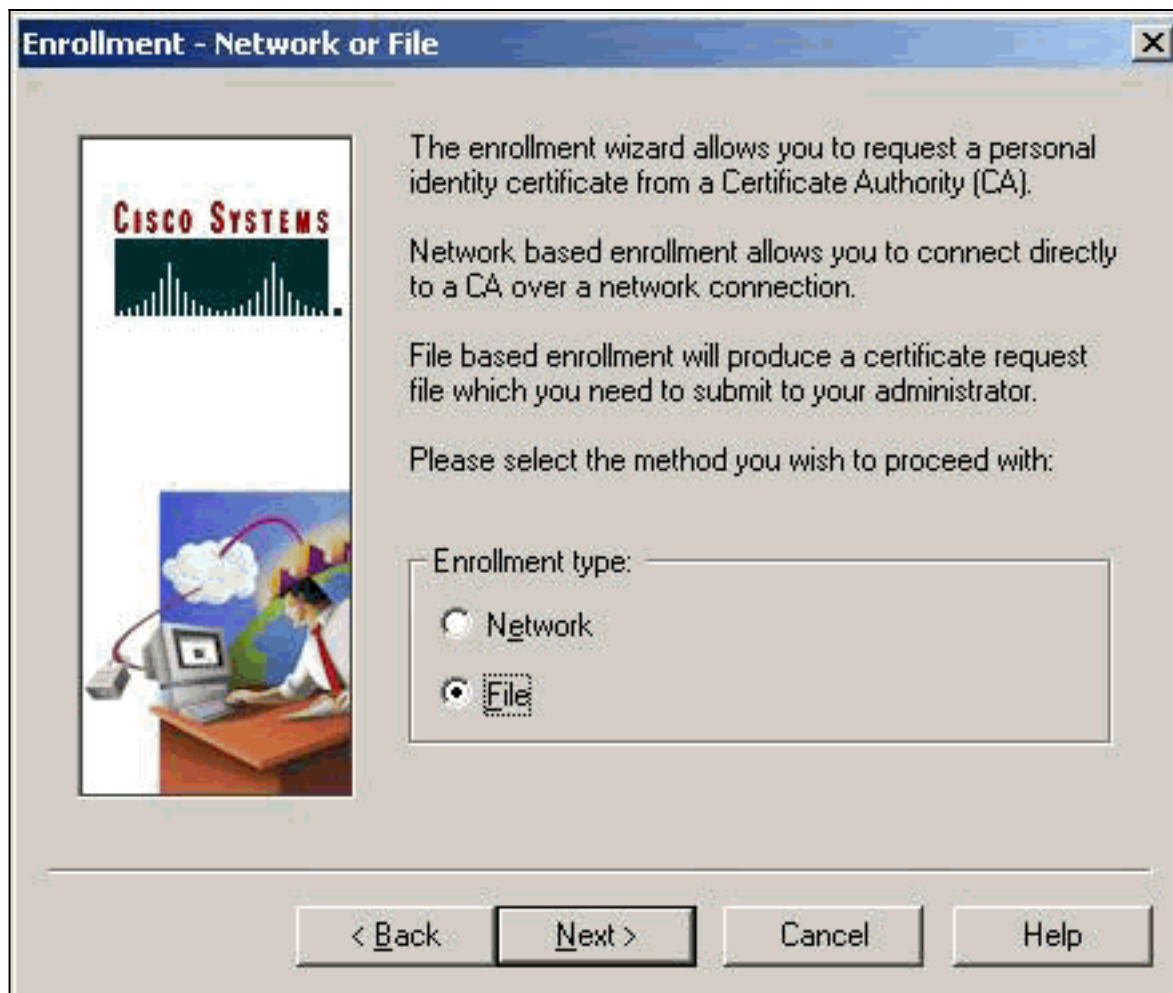 Enrollment - Network or File
CISCO SYSTEMS
The enrollment wizard allows you to request a personal
identity certificate from a Certificate Authority (CA).
Network based enrollment allows you to connect directly
to a CA over a network connection.
File based enrollment will produce a certificate request
file which you need to submit to your administrator.
Please select the method you wish to proceed with:
Enrollment type:
Network
File
< Back
Next >
Cancel
Help